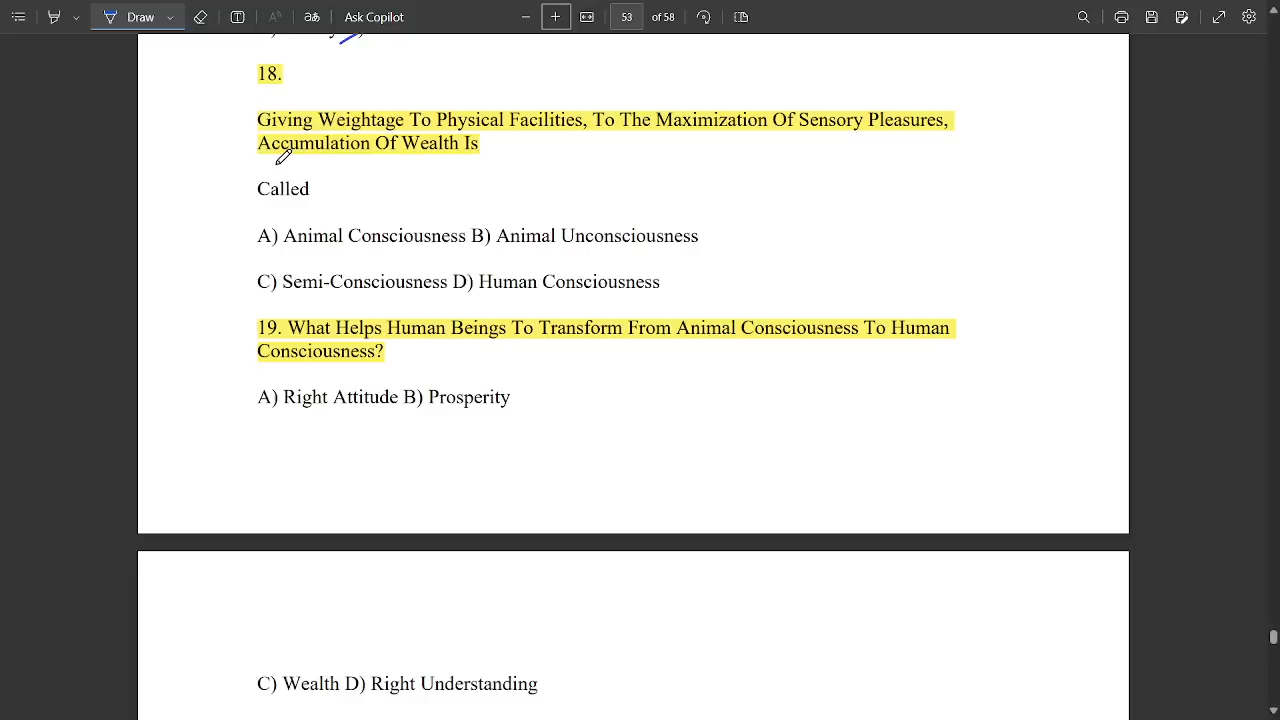 Draw
Ask Copilot
53 of 58
18.
Giving Weightage To Physical Facilities, To The Maximization Of Sensory Pleasures,
Accumulation Of Wealth Is
Called
A) Animal Consciousness B) Animal Unconsciousness
C) Semi-Consciousness D) Human Consciousness
19. What Helps Human Beings To Transform From Animal Consciousness To Human
Consciousness?
A) Right Attitude B) Prosperity
C) Wealth D) Right Understanding